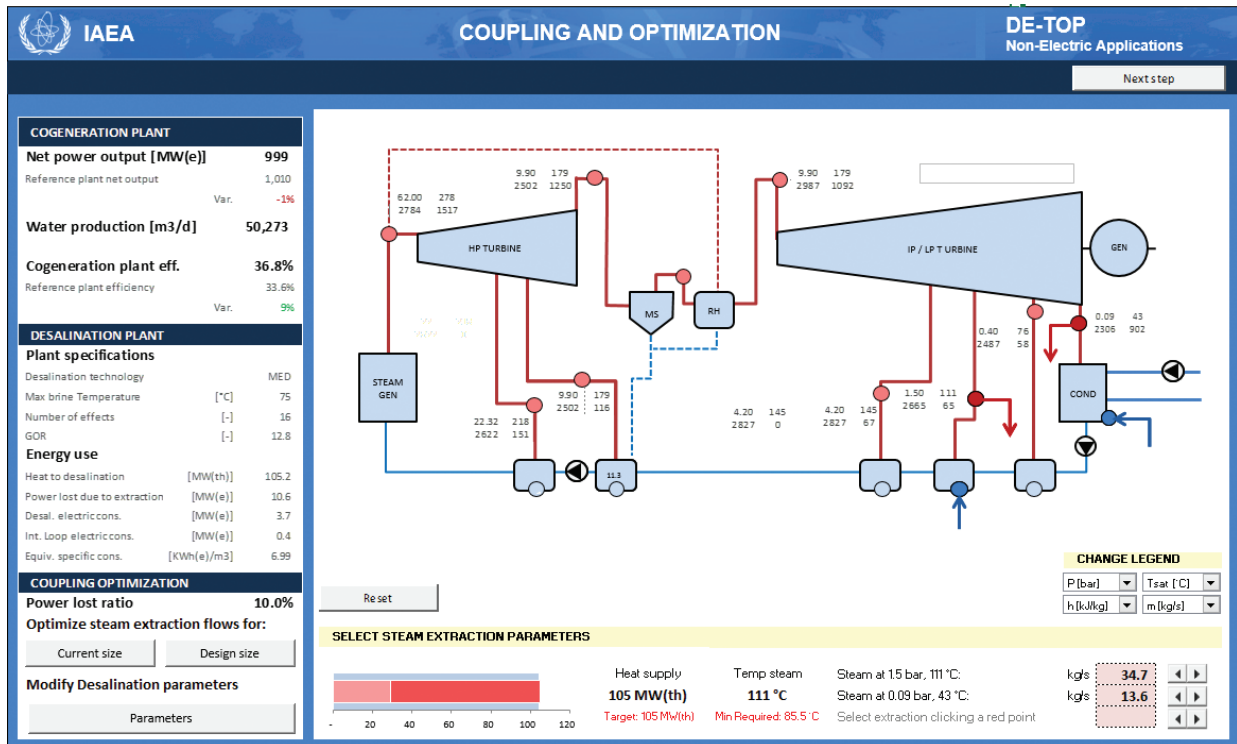 IAEA
COUPLING AND OPTIMIZATION
DE-TOP
Non-Electric Applications
Next step
COGENERATION PLANT
Net power output [MW(e)] 999
Reference plant net output 1,010
Var. -1%
Water production [m3/d] 50,273
Cogeneration plant eff. 36.8%
Reference plant efficiency 33.6%
Var. 9%
DESALINATION PLANT
Plant specifications
Desalination technology MED
Max brine Temperature [°C] 75
Number of effects [-] 16
GOR [-] 12.8
Energy use
Heat to desalination [MW(th)] 105.2
Power lost due to extraction [MW(e)] 10.6
Desal. electric cons. [MW(e)] 3.7
Int. Loop electric cons. [MW(e)] 0.4
Equiv. specific cons. [KWh(e)/m3] 6.99
COUPLING OPTIMIZATION
Power lost ratio 10.0%
Optimize steam extraction flows for:
Current size Design size
Modify Desalination parameters
Parameters
9.90 179
2502 1250
62.00 278
2784 1517
HP TURBINE
9.90 179
2987 1092
IP / LP T URBINE
GEN
MS
RH
STEAM
GEN
0.09 43
2306 902
0.40 76
2487 58
COND
9.90 179
2502 116
22.32 218
2622 151
11.3
4.20 145
2827 0
4.20 145
2827 67
1.50 111
2665 65
Reset
CHANGE LEGEND
P [bar] Tsat [°C]
h [kJ/kg] m [kg/s]
SELECT STEAM EXTRACTION PARAMETERS
- 20 40 60 80 100 120
Heat supply
105 MW(th)
Target: 105 MW(th)
Temp steam
111 °C
Min Required: 85.5 °C
Steam at 1.5 bar, 111 °C: kg/s 34.7
Steam at 0.09 bar, 43 °C: kg/s 13.6
Select extraction clicking a red point